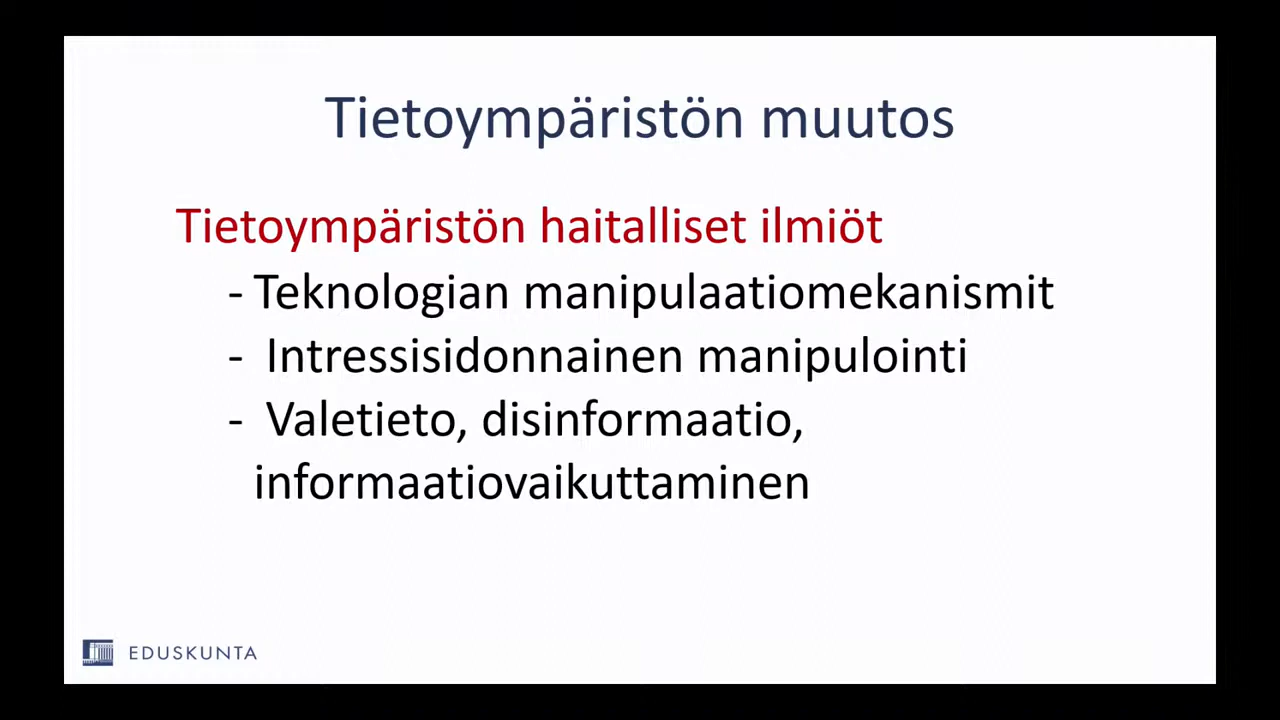 Tietoympäristön muutos
Tietoympäristön haitalliset ilmiöt
- Teknologian manipulaatiomekanismit
- Intressisidonnainen manipulointi
- Valetieto, disinformaatio,
informaatiovaikuttaminen
EDUSKUNTA